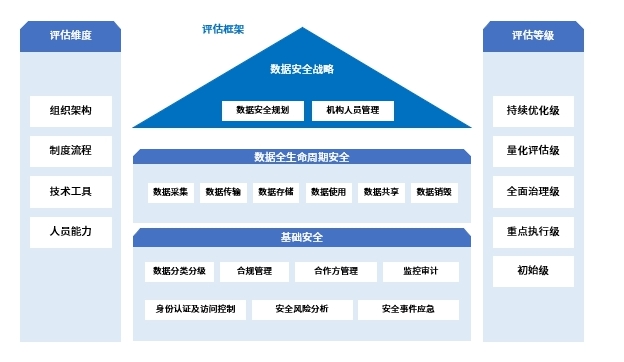 评估维度
组织架构
制度流程
技术工具
人员能力
评估框架
数据安全战略
数据安全规划 机构人员管理
数据全生命周期安全
数据采集 数据传输 数据存储 数据使用 数据共享 数据销毁
基础安全
数据分类分级 合规管理 合作方管理 监控审计
身份认证及访问控制 安全风险分析 安全事件应急
评估等级
持续优化级
量化评估级
全面治理级
重点执行级
初始级